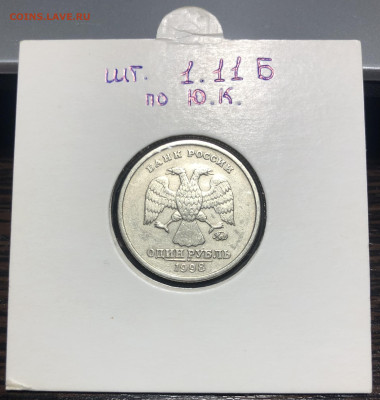 COINS.LAVE.RU
шт. 1.11 Б
по Ю.К.
БАНК РОССИИ
ОДИН РУБЛЬ
1998